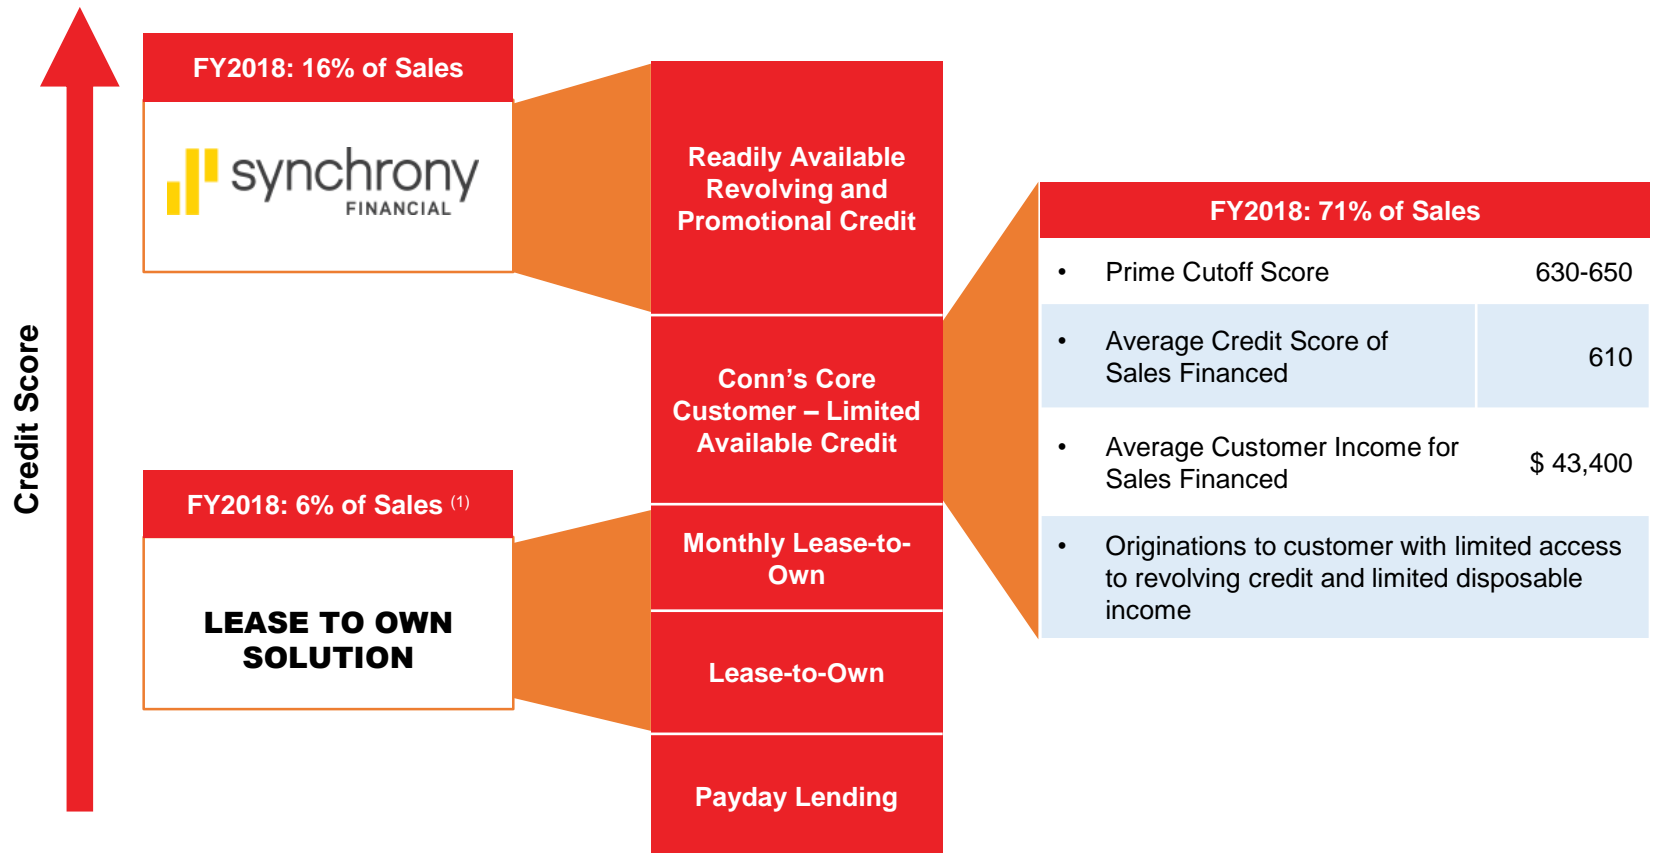 Credit Score
FY2018: 16% of Sales
synchrony
FINANCIAL
FY2018: 6% of Sales (1)
LEASE TO OWN
SOLUTION
Readily Available
Revolving and
Promotional Credit
Conn’s Core
Customer – Limited
Available Credit
Monthly Lease-to-
Own
Lease-to-Own
Payday Lending
FY2018: 71% of Sales
• Prime Cutoff Score 630-650
• Average Credit Score of
Sales Financed 610
• Average Customer Income for
Sales Financed $ 43,400
• Originations to customer with limited access
to revolving credit and limited disposable
income